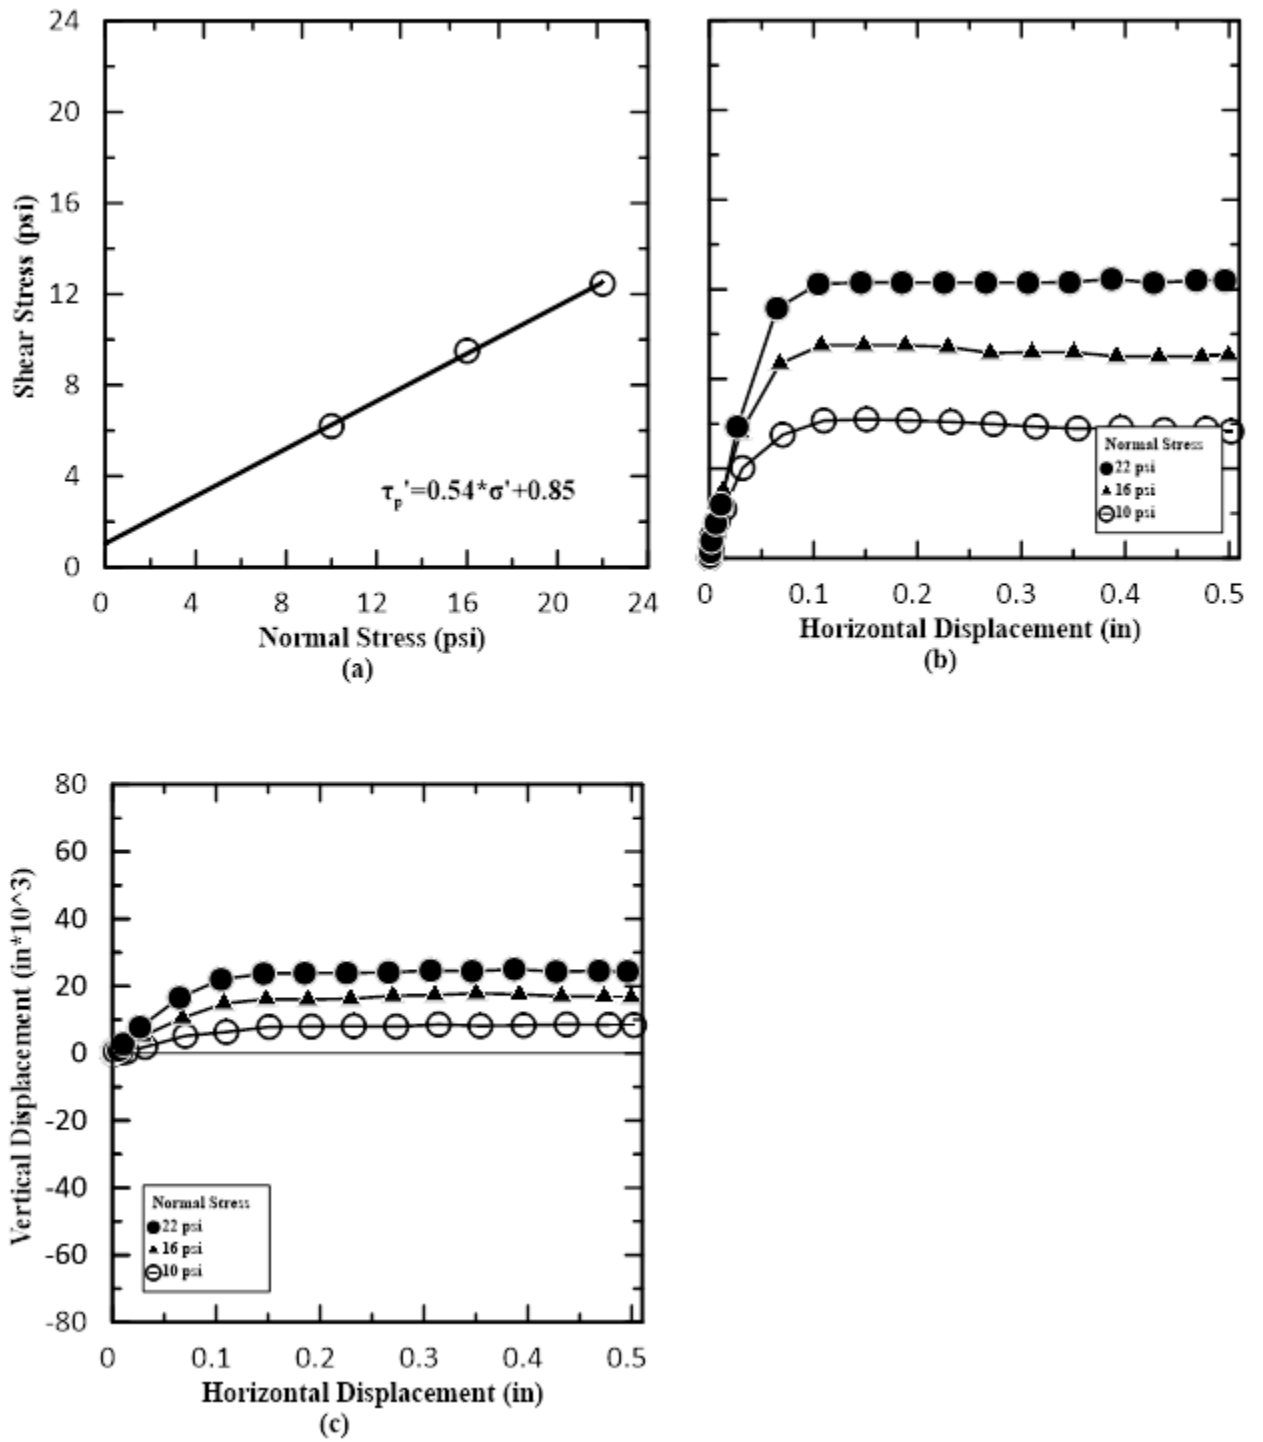 24
20
16
12
8
4
0
Shear Stress (psi)
τp'=0.54*σ'+0.85
0 4 8 12 16 20 24
Normal Stress (psi)
(a)
Normal Stress
22 psi
16 psi
10 psi
0 0.1 0.2 0.3 0.4 0.5
Horizontal Displacement (in)
(b)
80
60
40
20
0
-20
-40
-60
-80
Vertical Displacement (in*10^3)
Normal Stress
22 psi
16 psi
10 psi
0 0.1 0.2 0.3 0.4 0.5
Horizontal Displacement (in)
(c)